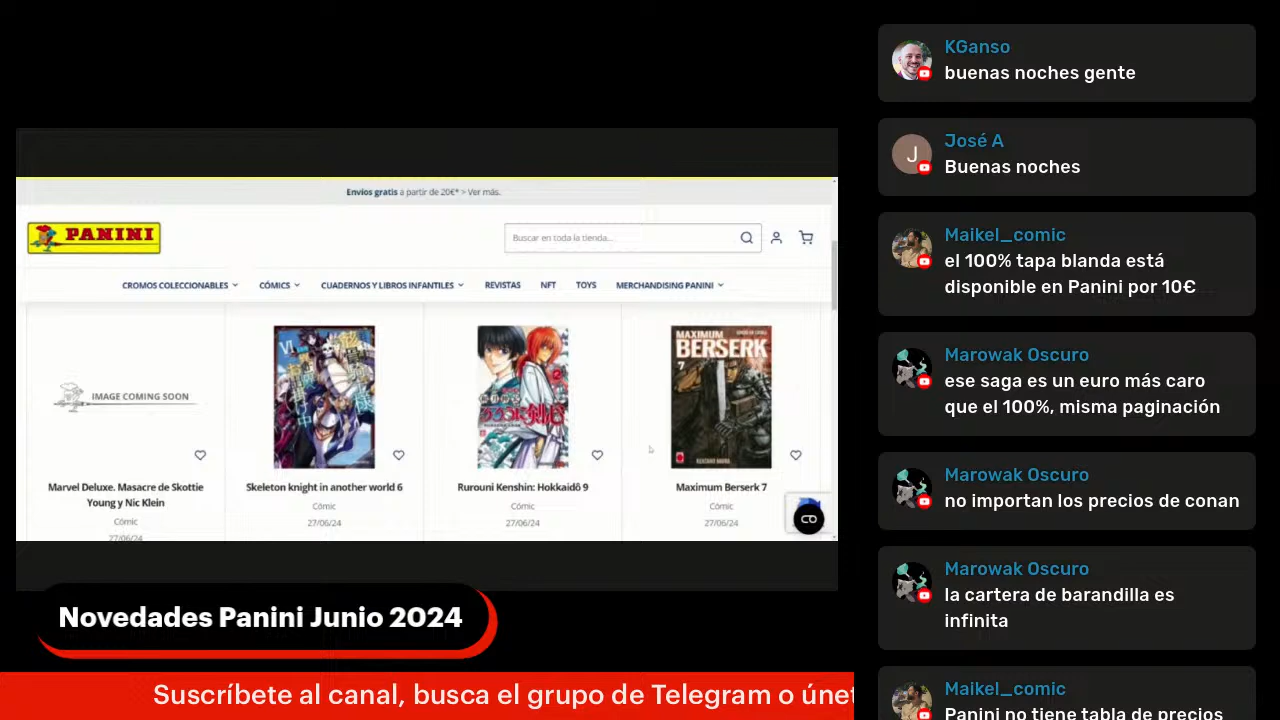 Envíos gratis a partir de 20€* > Ver más.
PANINI
Buscar en toda la tienda...
CROMOS COLECCIONABLES
CÓMICS
CUADERNOS Y LIBROS INFANTILES
REVISTAS
NFT
TOYS
MERCHANDISING PANINI
IMAGE COMING SOON
MAXIMUM
BERSERK
7
Marvel Deluxe. Masacre de Skottie
Young y Nic Klein
Cómic
27/06/24
Skeleton knight in another world 6
Cómic
27/06/24
Rurouni Kenshin: Hokkaidô 9
Cómic
27/06/24
Maximum Berserk 7
Cómic
27/06/24
Novedades Panini Junio 2024
Suscríbete al canal, busca el grupo de Telegram o únet
KGanso
buenas noches gente
J
José A
Buenas noches
Maikel_comic
el 100% tapa blanda está
disponible en Panini por 10€
Marowak Oscuro
ese saga es un euro más caro
que el 100%, misma paginación
Marowak Oscuro
no importan los precios de conan
Marowak Oscuro
la cartera de barandilla es
infinita
Maikel_comic
Panini no tiene tabla de precios